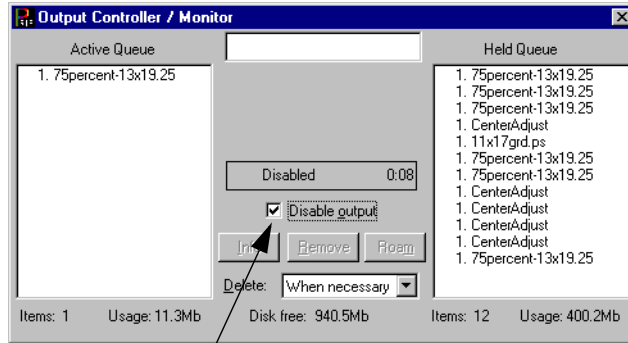 Output Controller / Monitor
Active Queue
Held Queue
1. 75percent-13x19.25
1. 75percent-13x19.25
1. 75percent-13x19.25
1. 75percent-13x19.25
1. CenterAdjust
1. 11x17grd.ps
1. 75percent-13x19.25
1. 75percent-13x19.25
1. CenterAdjust
1. CenterAdjust
1. CenterAdjust
1. CenterAdjust
1. 75percent-13x19.25
Disabled 0:08
Disable output
Remove Roam
Delete: When necessary
Items: 1 Usage: 11.3Mb Disk free: 940.5Mb Items: 12 Usage: 400.2Mb